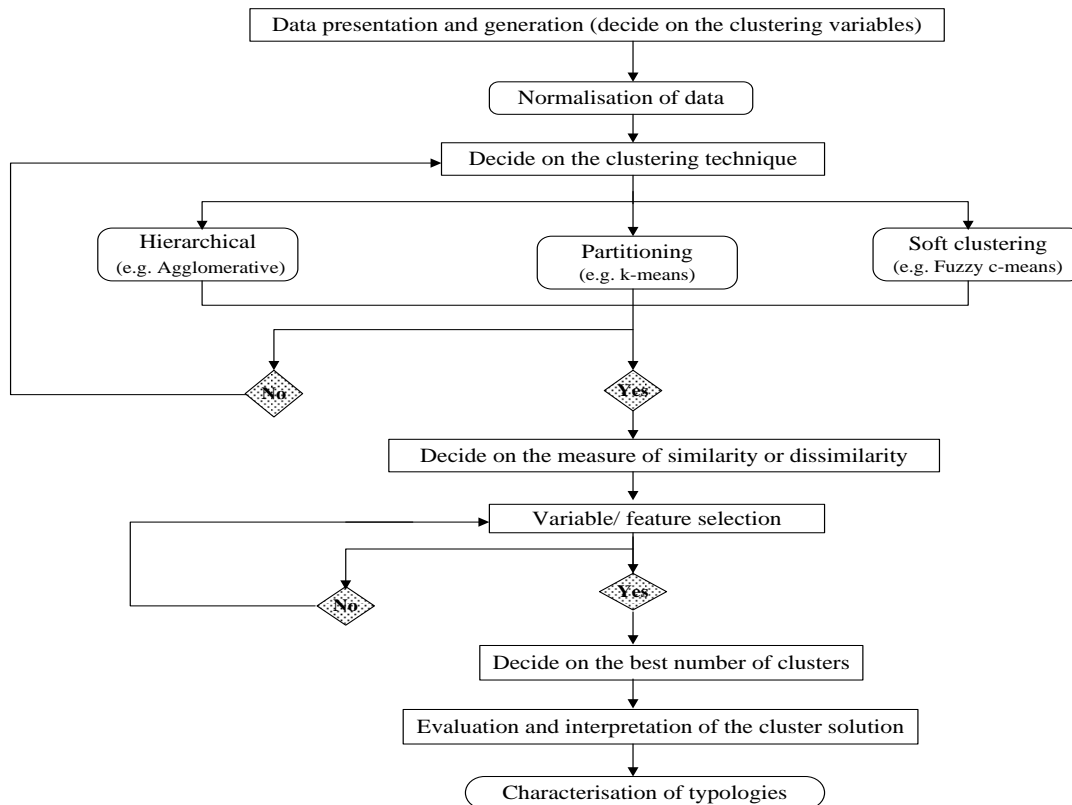 Data presentation and generation (decide on the clustering variables)
Normalisation of data
Decide on the clustering technique
Hierarchical
(e.g. Agglomerative)
Partitioning
(e.g. k-means)
Soft clustering
(e.g. Fuzzy c-means)
No
Yes
Decide on the measure of similarity or dissimilarity
Variable/ feature selection
No
Yes
Decide on the best number of clusters
Evaluation and interpretation of the cluster solution
Characterisation of typologies